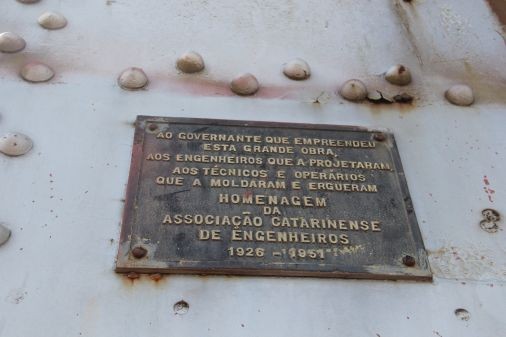 AO GOVERNANTE QUE EMPREENDEU
ESTA GRANDE OBRA,
AOS ENGENHEIROS QUE A PROJETARAM,
AOS TÉCNICOS E OPERÁRIOS
QUE A MOLDARAM E ERGUERAM
HOMENAGEM
DA
ASSOCIAÇÃO CATARINENSE
DE ENGENHEIROS
1926 - 1951